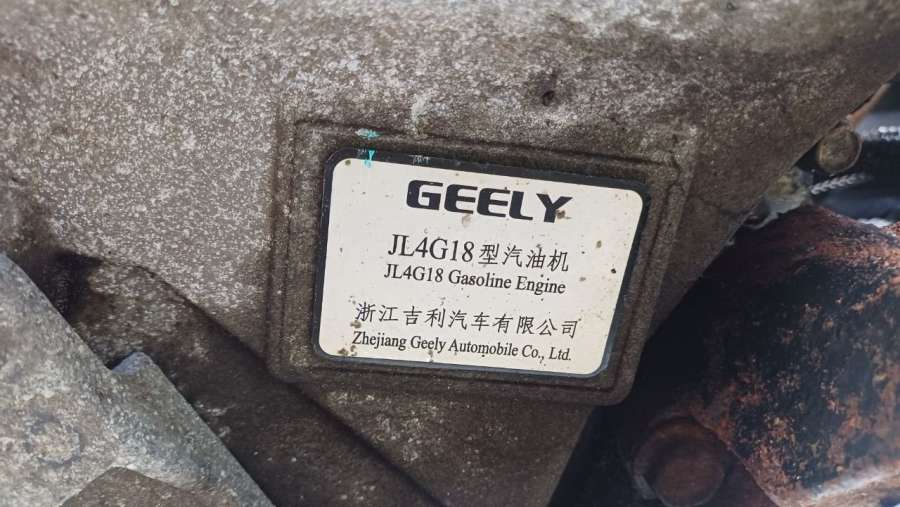 GEELY
JL4G18型汽油机
JL4G18 Gasoline Engine
浙江吉利汽车有限公司
Zhejiang Geely Automobile Co., Ltd.